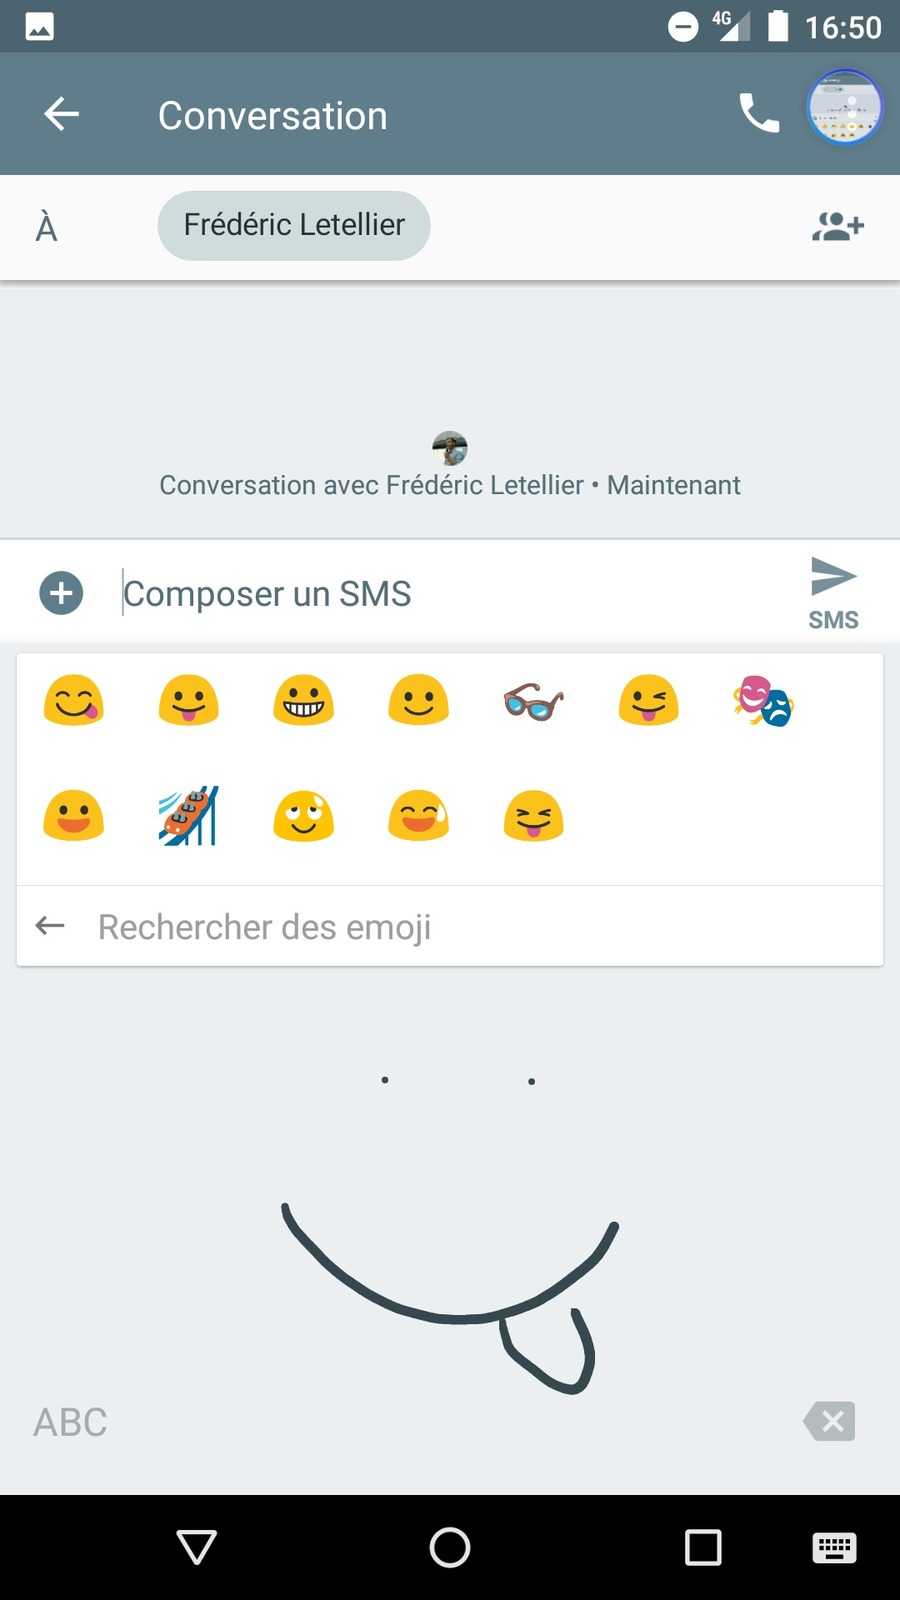 4G 16:50
Conversation
À Frédéric Letellier
Conversation avec Frédéric Letellier • Maintenant
Composer un SMS
SMS
Rechercher des emoji
ABC